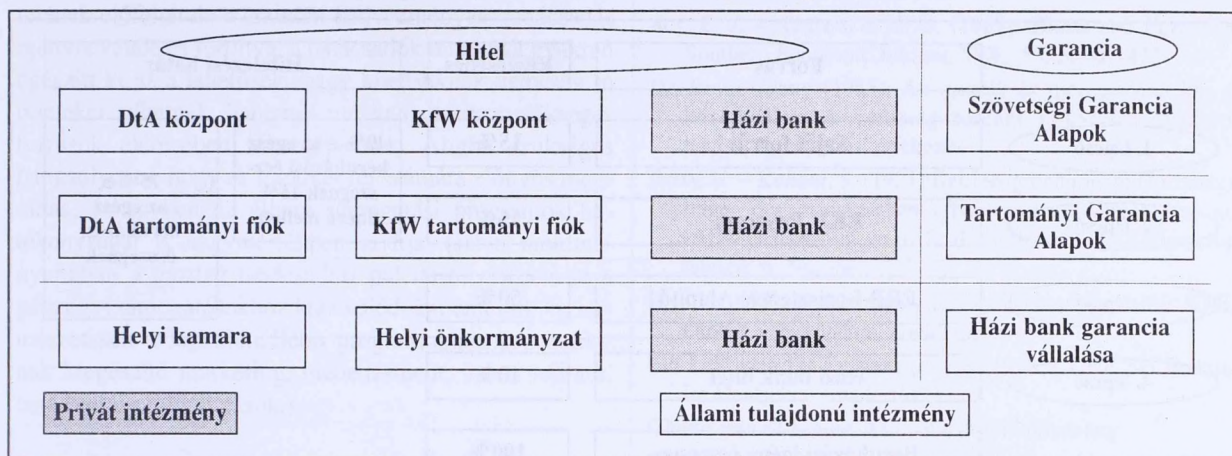 Hitel Garancia
DtA központ KfW központ Házi bank Szövetségi Garancia
Alapok
DtA tartományi fiók KfW tartományi fiók Házi bank Tartományi Garancia
Alapok
Helyi kamara Helyi önkormányzat Házi bank Házi bank garancia
vállalása
Privát intézmény Állami tulajdonú intézmény